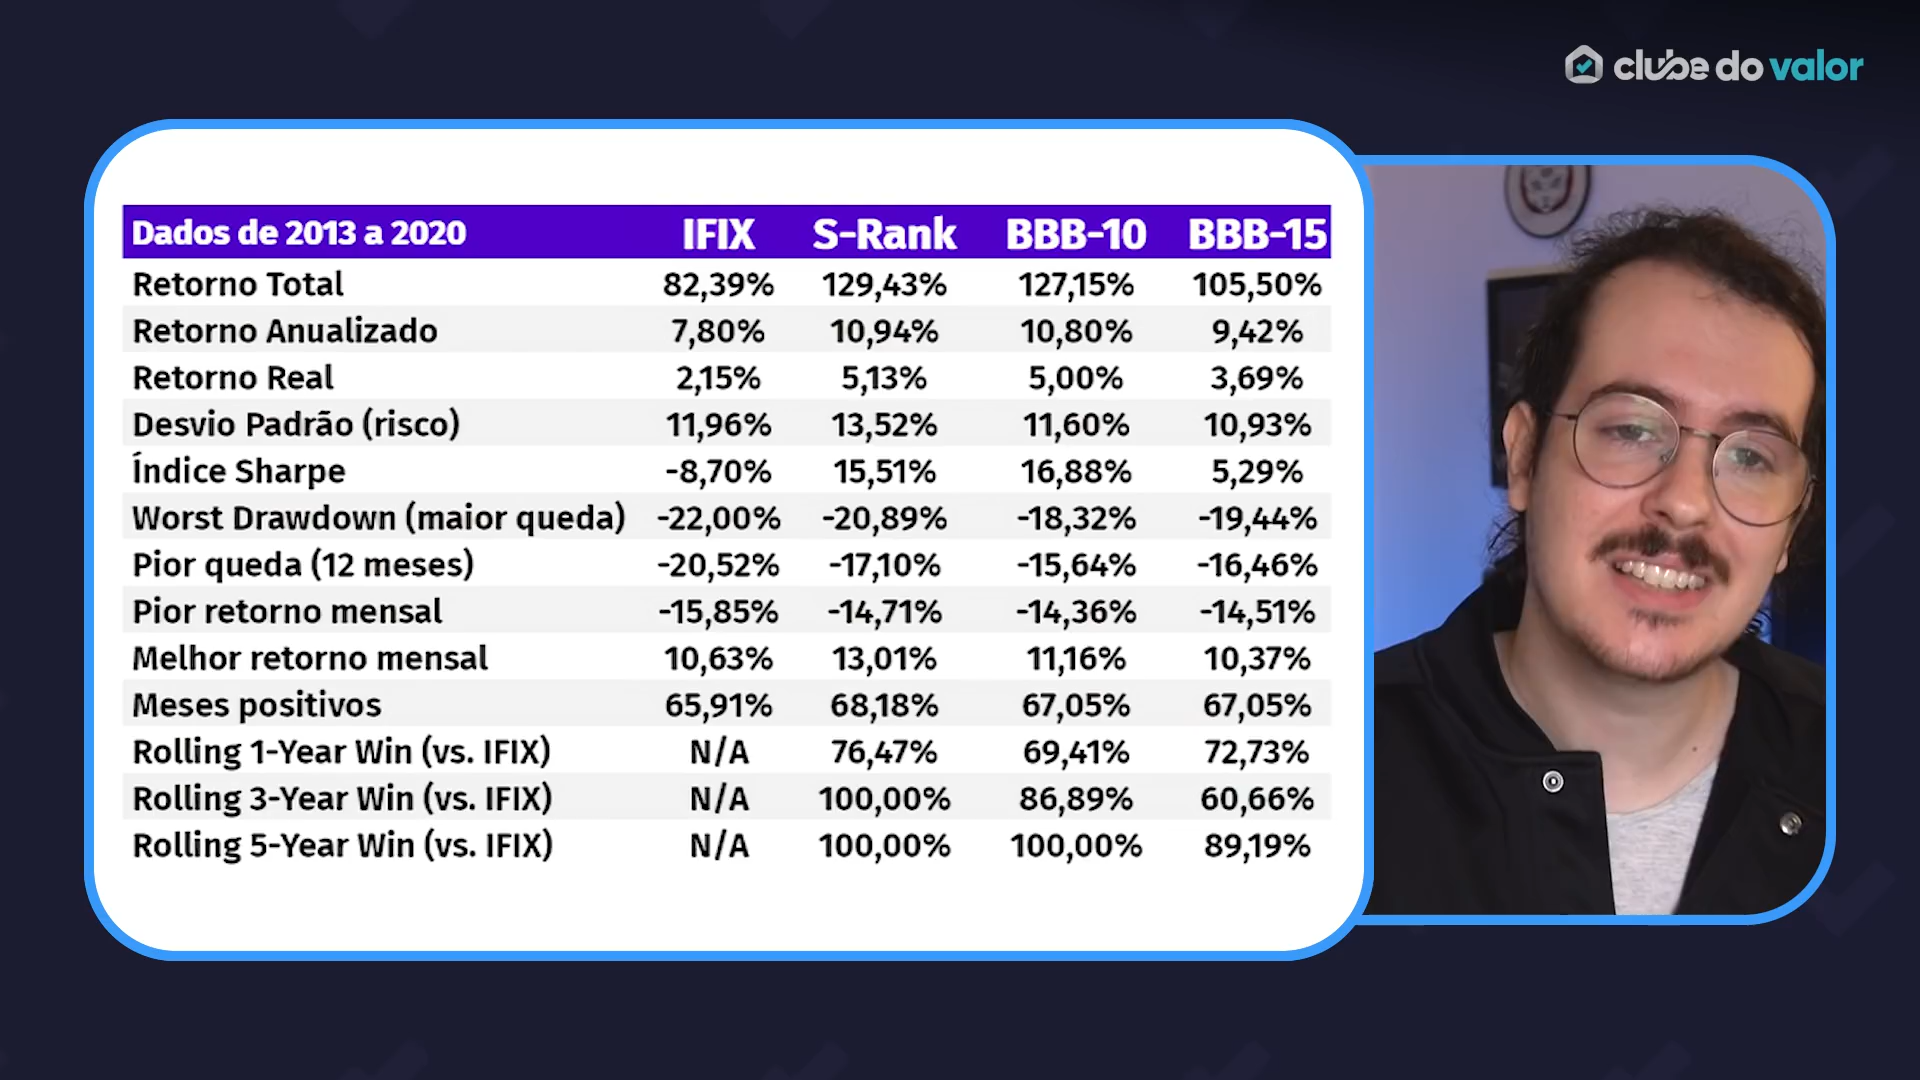 clube do valor
Dados de 2013 a 2020 IFIX S-Rank BBB-10 BBB-15
Retorno Total 82,39% 129,43% 127,15% 105,50%
Retorno Anualizado 7,80% 10,94% 10,80% 9,42%
Retorno Real 2,15% 5,13% 5,00% 3,69%
Desvio Padrão (risco) 11,96% 13,52% 11,60% 10,93%
Índice Sharpe -8,70% 15,51% 16,88% 5,29%
Worst Drawdown (maior queda) -22,00% -20,89% -18,32% -19,44%
Pior queda (12 meses) -20,52% -17,10% -15,64% -16,46%
Pior retorno mensal -15,85% -14,71% -14,36% -14,51%
Melhor retorno mensal 10,63% 13,01% 11,16% 10,37%
Meses positivos 65,91% 68,18% 67,05% 67,05%
Rolling 1-Year Win (vs. IFIX) N/A 76,47% 69,41% 72,73%
Rolling 3-Year Win (vs. IFIX) N/A 100,00% 86,89% 60,66%
Rolling 5-Year Win (vs. IFIX) N/A 100,00% 100,00% 89,19%